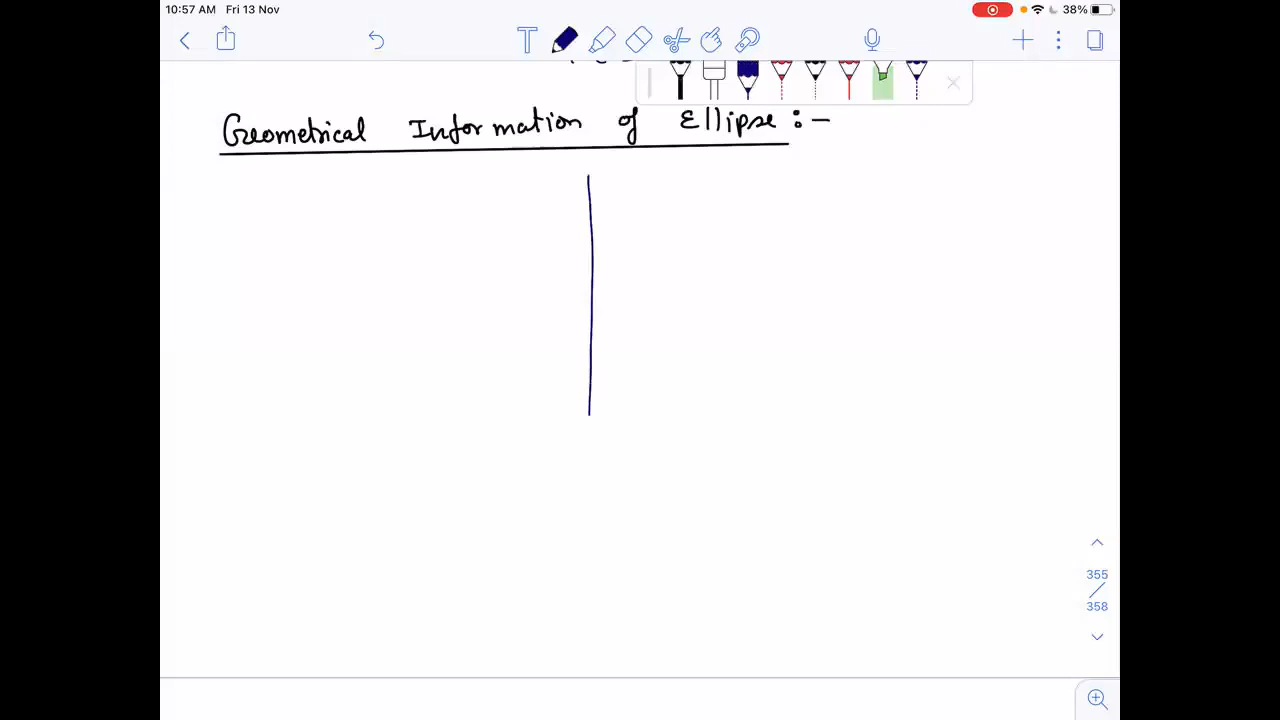 10:57 AM Fri 13 Nov
38%
T
Geometrical Information of Ellipse :-
355
358